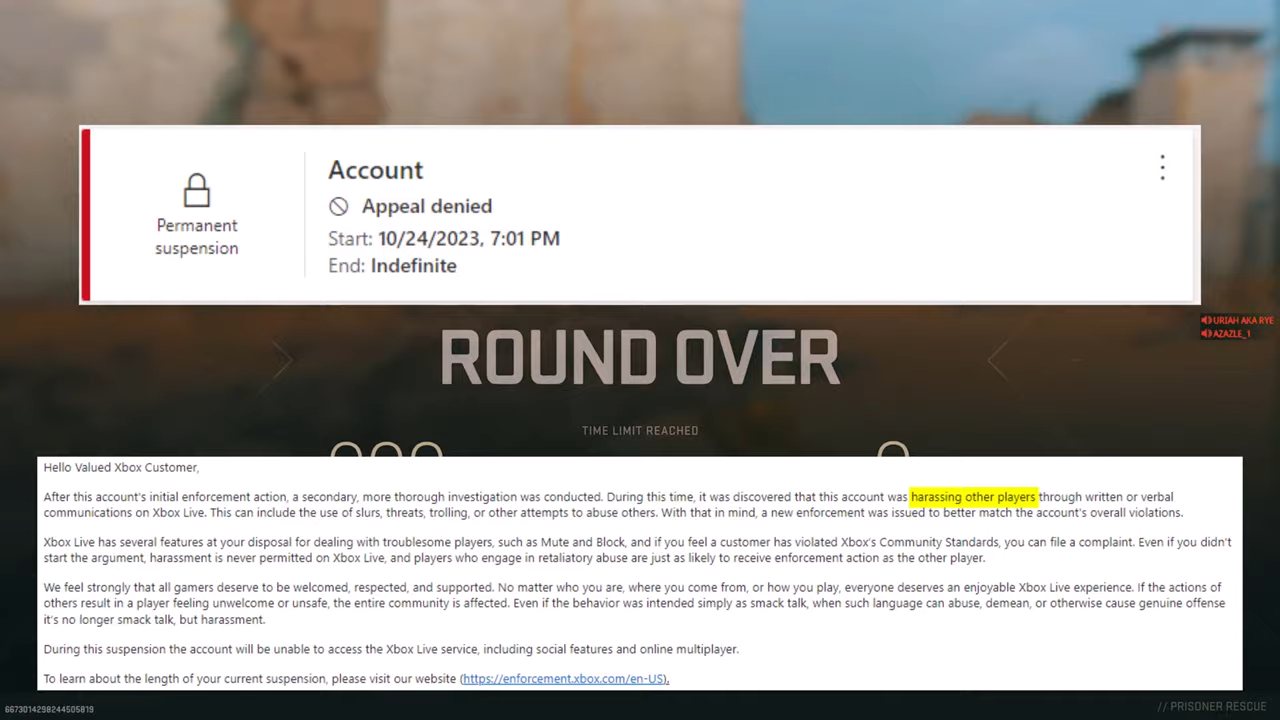 Account
Permanent
suspension
Appeal denied
Start: 10/24/2023, 7:01 PM
End: Indefinite
URIAH AKA RYE
AZAZLE_1
ROUND OVER
TIME LIMIT REACHED
Hello Valued Xbox Customer,
After this account's initial enforcement action, a secondary, more thorough investigation was conducted. During this time, it was discovered that this account was harassing other players through written or verbal
communications on Xbox Live. This can include the use of slurs, threats, trolling, or other attempts to abuse others. With that in mind, a new enforcement was issued to better match the account's overall violations.
Xbox Live has several features at your disposal for dealing with troublesome players, such as Mute and Block, and if you feel a customer has violated Xbox's Community Standards, you can file a complaint. Even if you didn't
start the argument, harassment is never permitted on Xbox Live, and players who engage in retaliatory abuse are just as likely to receive enforcement action as the other player.
We feel strongly that all gamers deserve to be welcomed, respected, and supported. No matter who you are, where you come from, or how you play, everyone deserves an enjoyable Xbox Live experience. If the actions of
others result in a player feeling unwelcome or unsafe, the entire community is affected. Even if the behavior was intended simply as smack talk, when such language can abuse, demean, or otherwise cause genuine offense
it's no longer smack talk, but harassment.
During this suspension the account will be unable to access the Xbox Live service, including social features and online multiplayer.
To learn about the length of your current suspension, please visit our website (https://enforcement.xbox.com/en-US).
6673014298244505819
// PRISONER RESCUE